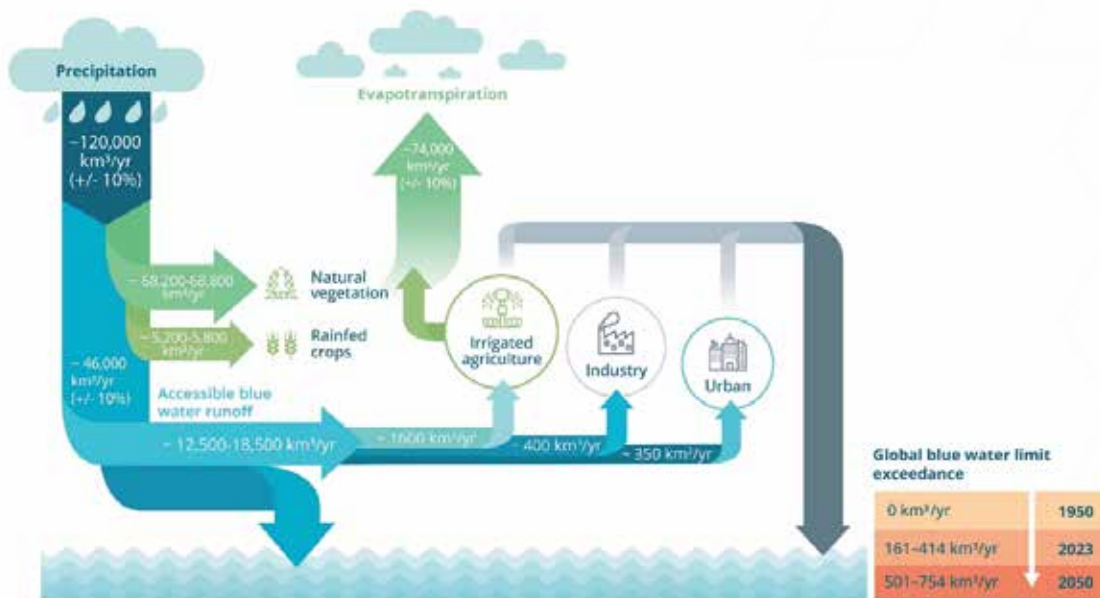 Precipitation
~120,000
km³/yr
(+/- 10%)
Evapotranspiration
~74,000
km³/yr
(+/- 10%)
~ 68,200-68,800
km³/yr
Natural
vegetation
~ 5,200-5,800
km³/yr
Rainfed
crops
~ 46,000
km³/yr
(+/- 10%)
Accessible blue
water runoff
~ 12,500-18,500 km³/yr
~ 1600 km³/yr
~ 400 km³/yr
~ 350 km³/yr
Irrigated
agriculture
Industry
Urban
Global blue water limit
exceedance
0 km³/yr 1950
161–414 km³/yr 2023
501–754 km³/yr 2050